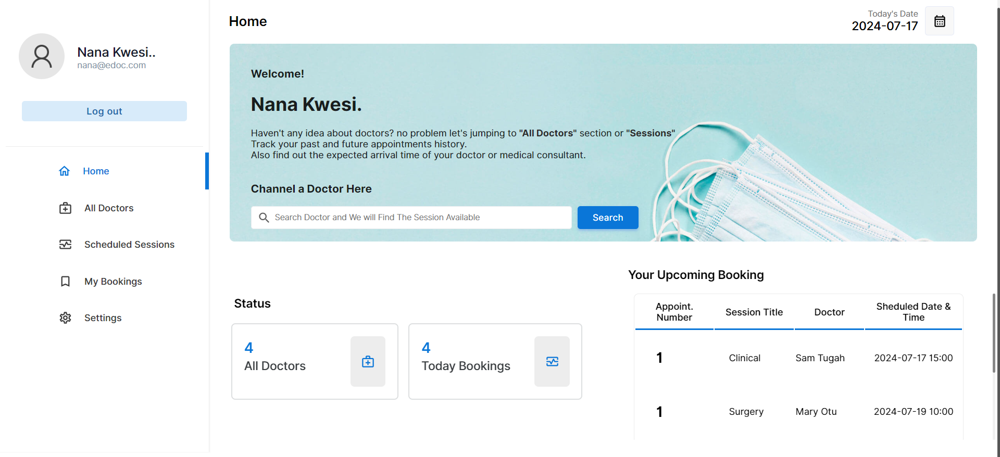 Nana Kwesi..
nana@edoc.com
Log out
Home
All Doctors
Scheduled Sessions
My Bookings
Settings
Home
Today's Date
2024-07-17
Welcome!
Nana Kwesi.
Haven't any idea about doctors? no problem let's jumping to "All Doctors" section or "Sessions"
Track your past and future appointments history.
Also find out the expected arrival time of your doctor or medical consultant.
Channel a Doctor Here
Search Doctor and We will Find The Session Available
Search
Status
4
All Doctors
4
Today Bookings
Your Upcoming Booking
Appoint.
Number
Session Title
Doctor
Sheduled Date &
Time
1 Clinical Sam Tugah 2024-07-17 15:00
1 Surgery Mary Otu 2024-07-19 10:00